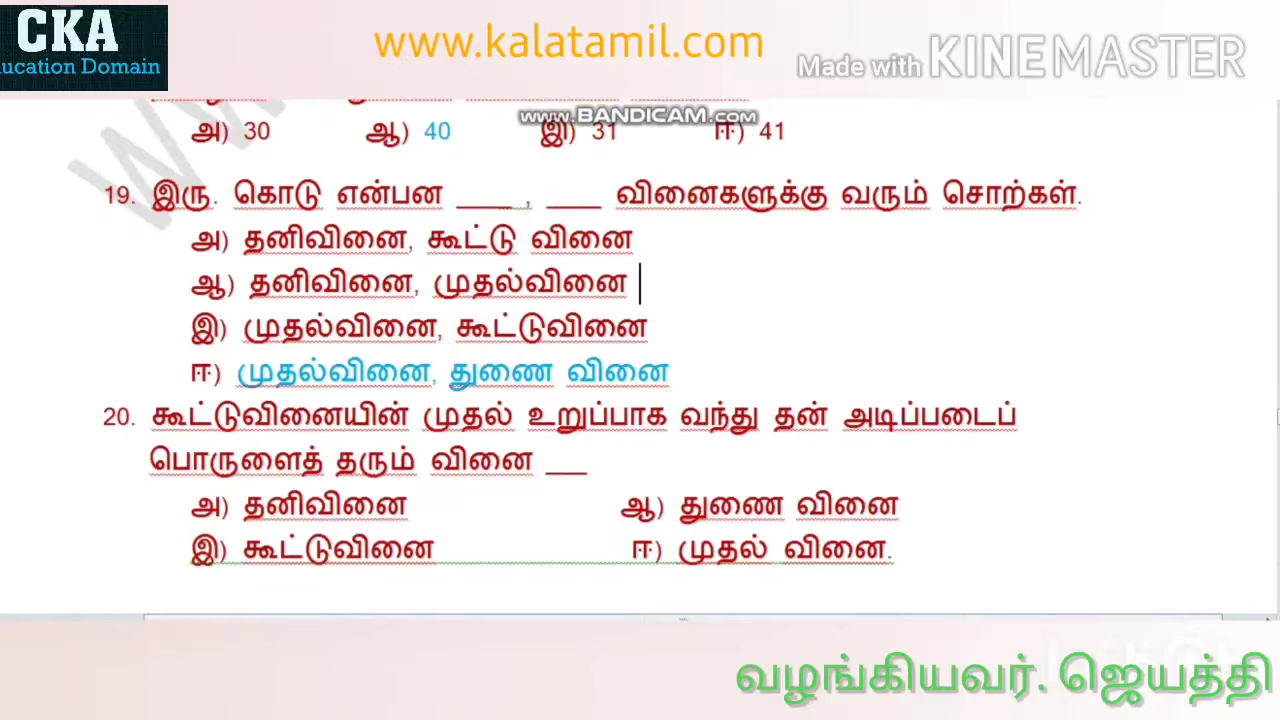 CKA
ucation Domain
www.kalatamil.com
Made with KINEMASTER
www.BANDICAM.com
அ) 30 ஆ) 40 இ) 31 ஈ) 41
19. இரு. கொடு என்பன ____ , ____ வினைகளுக்கு வரும் சொற்கள்.
அ) தனிவினை, கூட்டு வினை
ஆ) தனிவினை, முதல்வினை
இ) முதல்வினை, கூட்டுவினை
ஈ) முதல்வினை, துணை வினை
20. கூட்டுவினையின் முதல் உறுப்பாக வந்து தன் அடிப்படைப்
பொருளைத் தரும் வினை ___
அ) தனிவினை ஆ) துணை வினை
இ) கூட்டுவினை ஈ) முதல் வினை.
வழங்கியவர். ஜெயத்தி